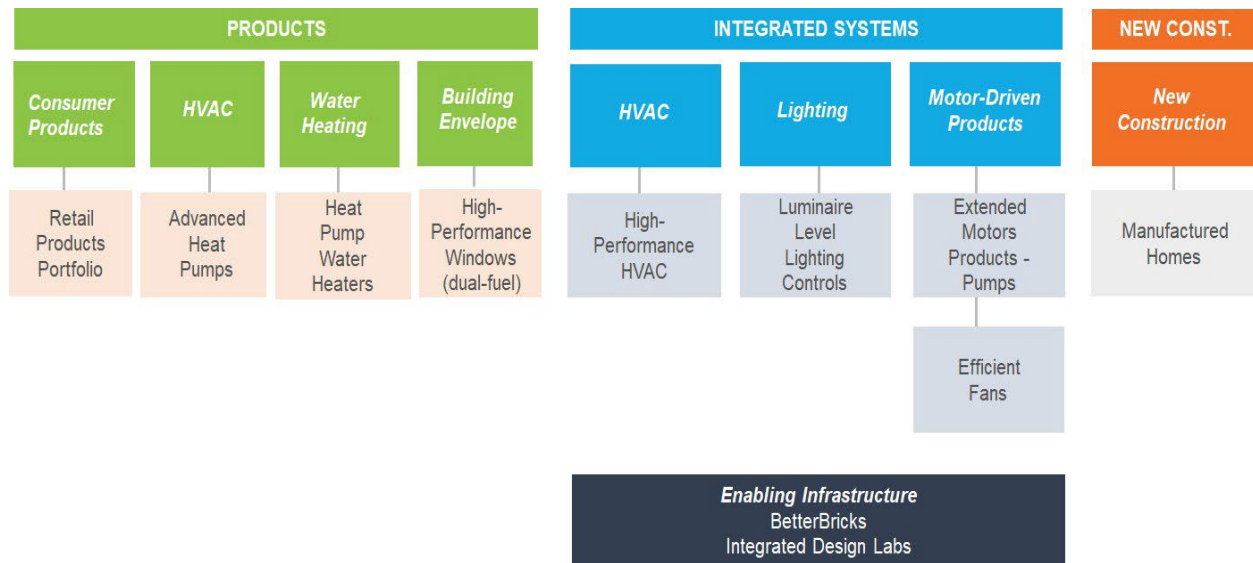 PRODUCTS
INTEGRATED SYSTEMS
NEW CONST.
Consumer
Products
HVAC
Water
Heating
Building
Envelope
HVAC
Lighting
Motor-Driven
Products
New
Construction
Retail
Products
Portfolio
Advanced
Heat
Pumps
Heat
Pump
Water
Heaters
High-
Performance
Windows
(dual-fuel)
High-
Performance
HVAC
Luminaire
Level
Lighting
Controls
Extended
Motors
Products -
Pumps
Manufactured
Homes
Efficient
Fans
Enabling Infrastructure
BetterBricks
Integrated Design Labs